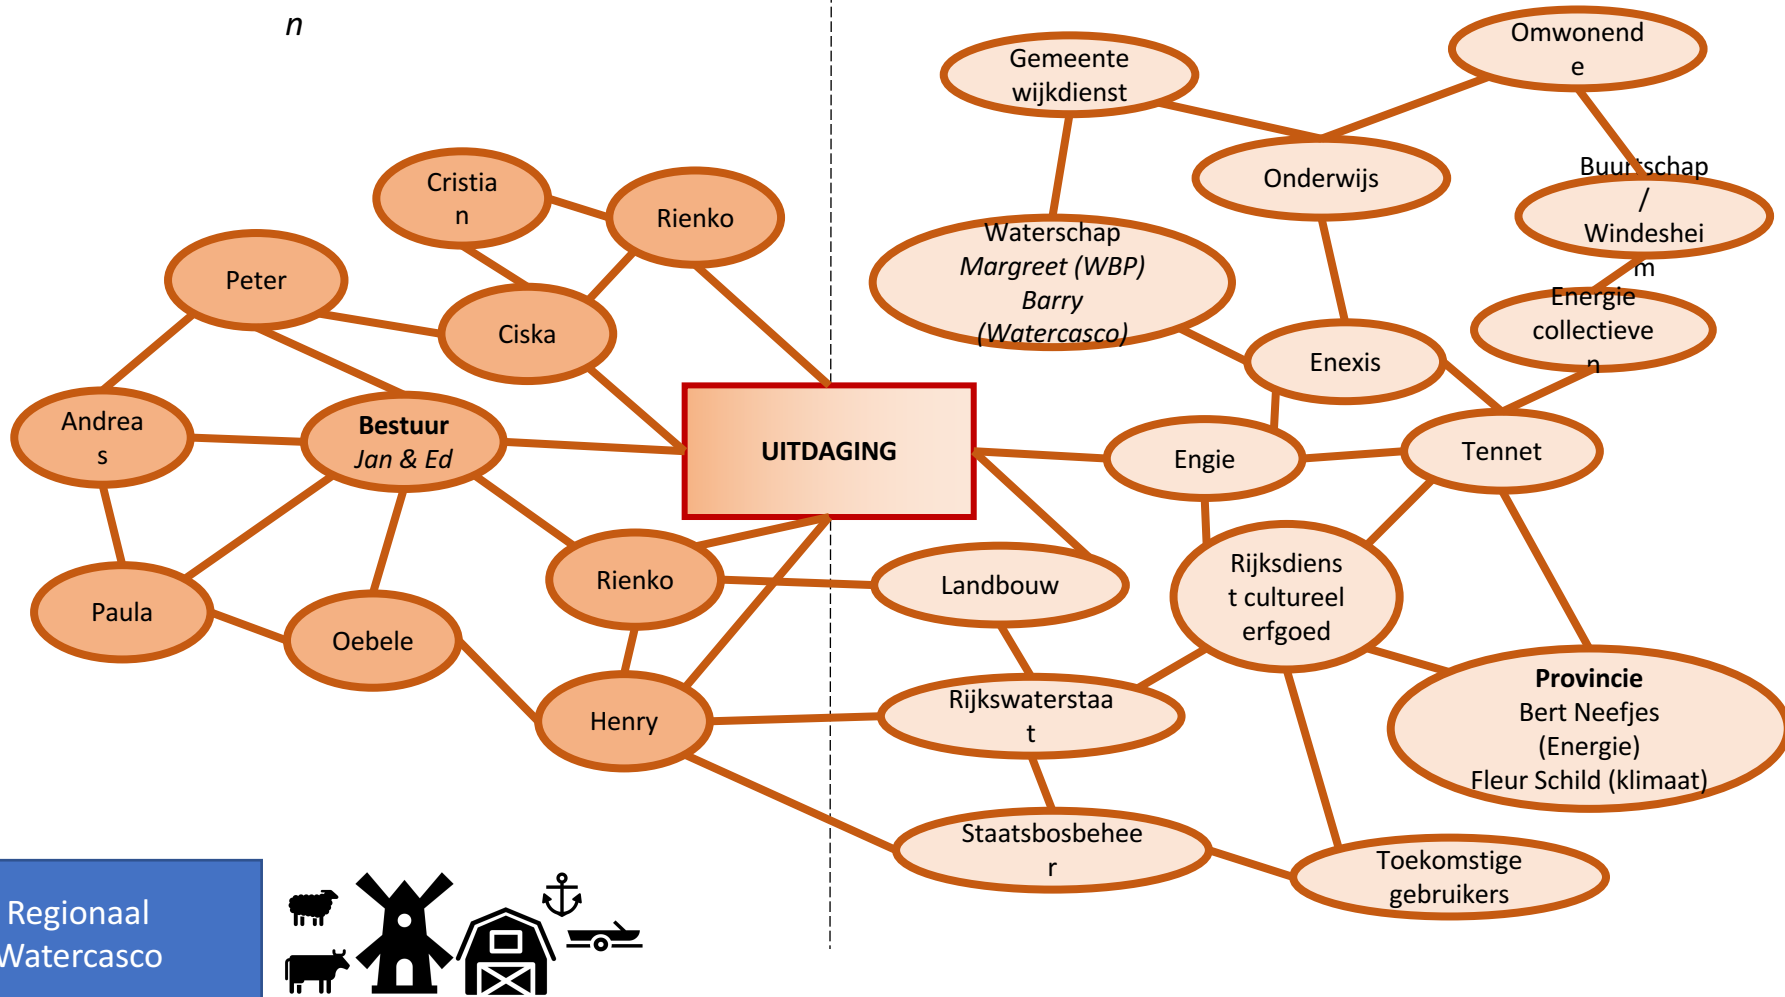 n
Omwonend
e
Gemeente
wijkdienst
Cristia
n
Rienko
Onderwijs
Buurtschap
/
Windeshei
m
Waterschap
Margreet (WBP)
Barry
(Watercasco)
Peter
Ciska
Energie
collectieve
n
Enexis
Andrea
s
Bestuur
Jan & Ed
UITDAGING
Engie
Tennet
Paula
Oebele
Rienko
Landbouw
Rijksdiens
t cultureel
erfgoed
Henry
Rijkswaterstaa
t
Provincie
Bert Neefjes
(Energie)
Fleur Schild (klimaat)
Staatsbosbehee
r
Toekomstige
gebruikers
Regionaal
Watercasco